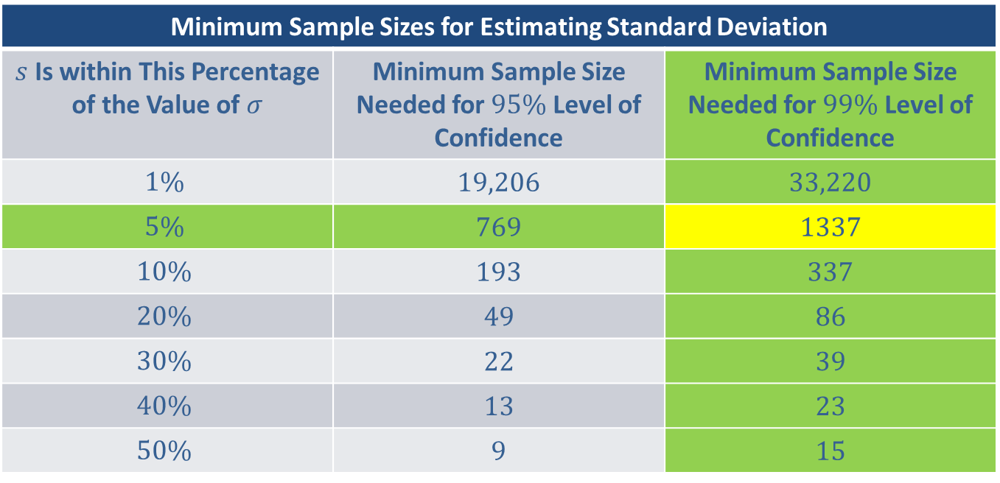 Minimum Sample Sizes for Estimating Standard Deviation
s Is within This Percentage
of the Value of σ
Minimum Sample Size
Needed for 95% Level of
Confidence
Minimum Sample Size
Needed for 99% Level of
Confidence
1% 19,206 33,220
5% 769 1337
10% 193 337
20% 49 86
30% 22 39
40% 13 23
50% 9 15